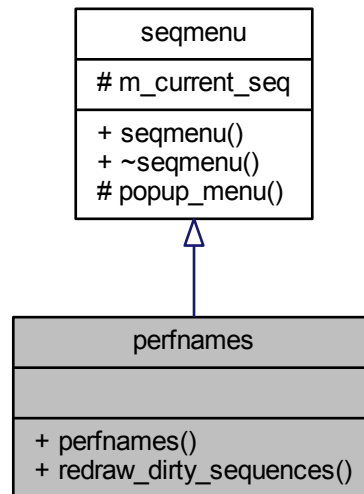 seqmenu
# m_current_seq
+ seqmenu()
+ ~seqmenu()
# popup_menu()
perfnames
+ perfnames()
+ redraw_dirty_sequences()